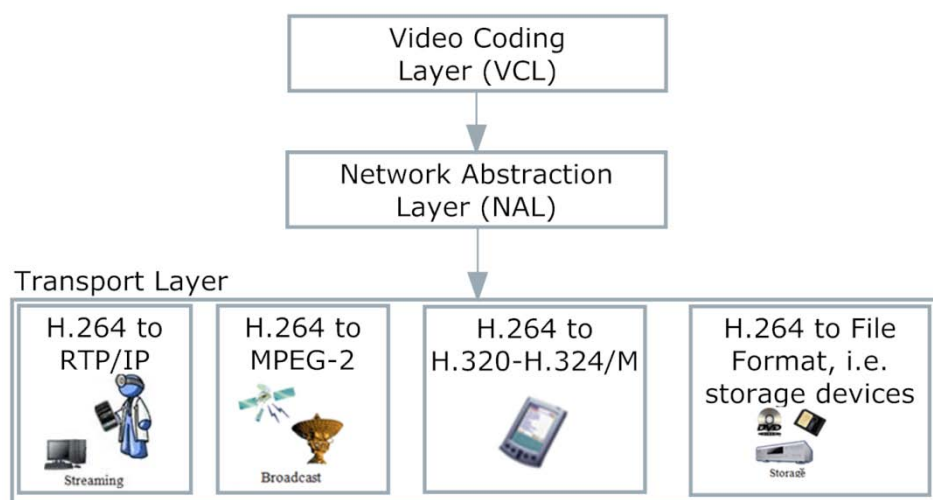 Video Coding
Layer (VCL)
Network Abstraction
Layer (NAL)
Transport Layer
H.264 to
RTP/IP
Streaming
H.264 to
MPEG-2
Broadcast
H.264 to
H.320-H.324/M
H.264 to File
Format, i.e.
storage devices
DVD
Storage